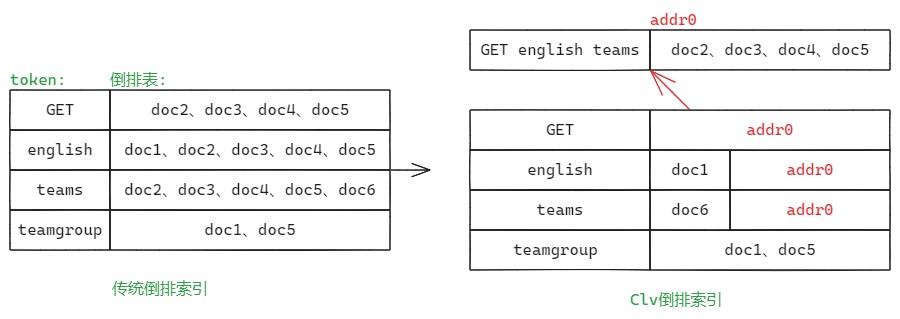 token: 倒排表:
GET doc2、doc3、doc4、doc5
english doc1、doc2、doc3、doc4、doc5
teams doc2、doc3、doc4、doc5、doc6
teamgroup doc1、doc5
传统倒排索引
addr0
GET english teams doc2、doc3、doc4、doc5
GET addr0
english doc1 addr0
teams doc6 addr0
teamgroup doc1、doc5
Clv倒排索引